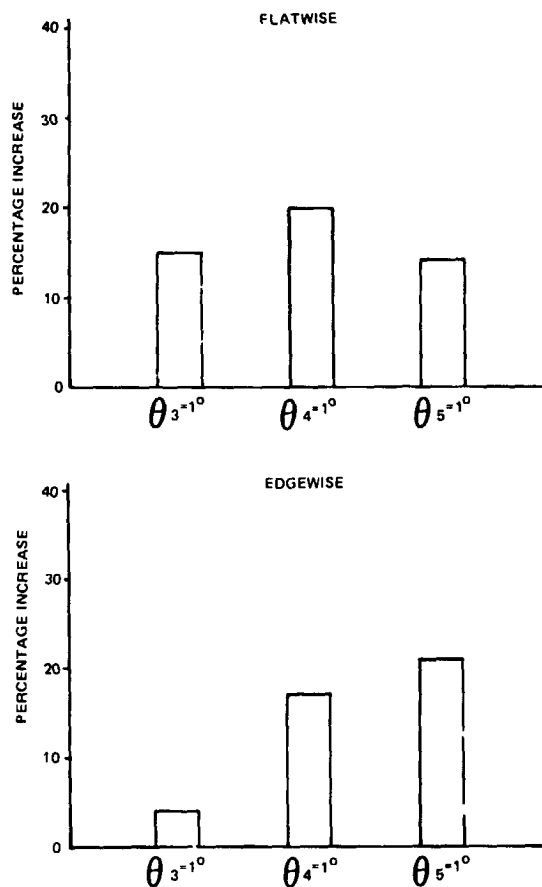 FLATWISE
PERCENTAGE INCREASE
40
30
20
10
0
θ3=1°
θ4=1°
θ5=1°
EDGEWISE
PERCENTAGE INCREASE
40
30
20
10
0
θ3=1°
θ4=1°
θ5=1°